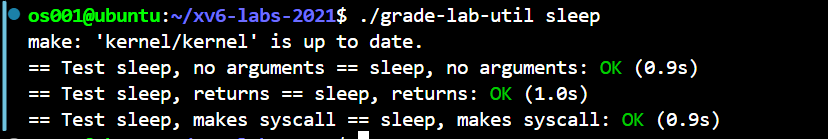 os001@ubuntu:~/xv6-labs-2021$ ./grade-lab-util sleep
make: 'kernel/kernel' is up to date.
== Test sleep, no arguments == sleep, no arguments: OK (0.9s)
== Test sleep, returns == sleep, returns: OK (1.0s)
== Test sleep, makes syscall == sleep, makes syscall: OK (0.9s)